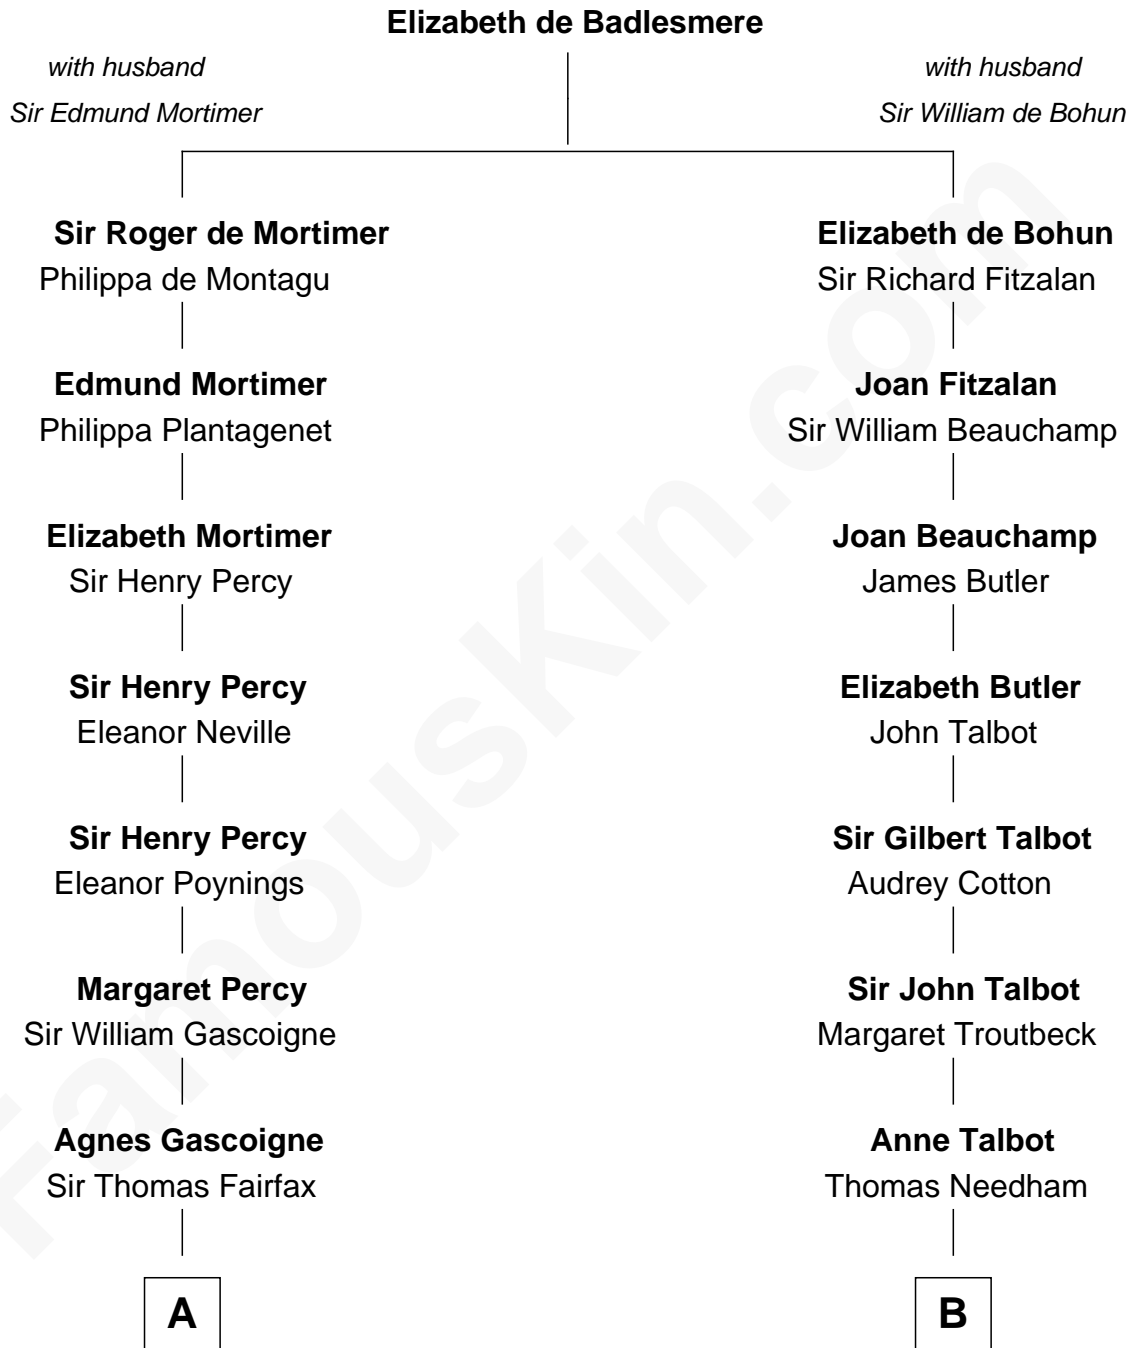 Elizabeth de Badlesmere
with husband
Sir Edmund Mortimer
with husband
Sir William de Bohun
Sir Roger de Mortimer
Philippa de Montagu
Elizabeth de Bohun
Sir Richard Fitzalan
Edmund Mortimer
Philippa Plantagenet
Joan Fitzalan
Sir William Beauchamp
Elizabeth Mortimer
Sir Henry Percy
Joan Beauchamp
James Butler
Sir Henry Percy
Eleanor Neville
Elizabeth Butler
John Talbot
Sir Henry Percy
Eleanor Poynings
Sir Gilbert Talbot
Audrey Cotton
Margaret Percy
Sir William Gascoigne
Sir John Talbot
Margaret Troutbeck
Agnes Gascoigne
Sir Thomas Fairfax
Anne Talbot
Thomas Needham
A
B
FamousKin.com